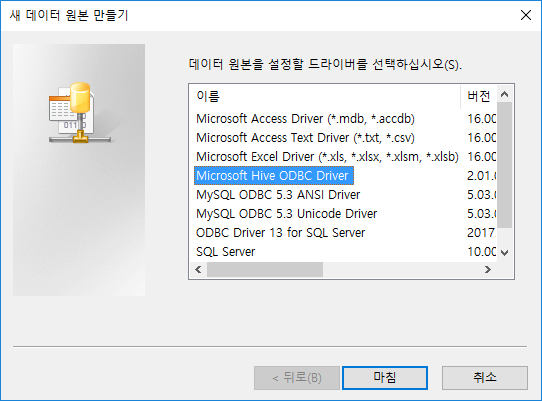 새 데이터 원본 만들기
데이터 원본을 설정할 드라이버를 선택하십시오(S).
이름 버전
Microsoft Access Driver (*.mdb, *.accdb) 16.00
Microsoft Access Text Driver (*.txt, *.csv) 16.00
Microsoft Excel Driver (*.xls, *.xlsx, *.xlsm, *.xlsb) 16.00
Microsoft Hive ODBC Driver 2.01.0
MySQL ODBC 5.3 ANSI Driver 5.03.0
MySQL ODBC 5.3 Unicode Driver 5.03.0
ODBC Driver 13 for SQL Server 2017
SQL Server 10.00
01101
< 뒤로(B) 마침 취소